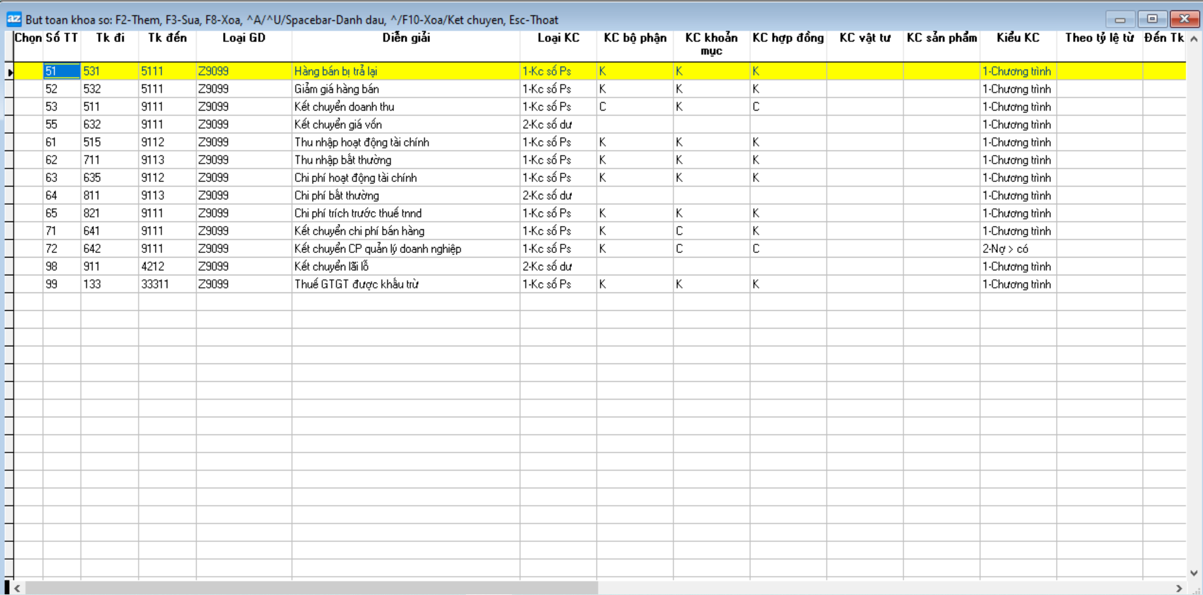 az But toan khoa so: F2-Them, F3-Sua, F8-Xoa, ^A/^U/Spacebar-Danh dau, ^/F10-Xoa/Ket chuyen, Esc-Thoat
Chọn Số TT Tk đi Tk đến Loại GD Diễn giải Loại KC KC bộ phận KC khoản mục KC hợp đồng KC vật tư KC sản phẩm Kiểu KC Theo tỷ lệ từ Đến Tk
51 531 5111 Z9099 Hàng bán bị trả lại 1-Kc số Ps K K K 1-Chương trình
52 532 5111 Z9099 Giảm giá hàng bán 1-Kc số Ps K K K 1-Chương trình
53 511 9111 Z9099 Kết chuyển doanh thu 1-Kc số Ps C K C 1-Chương trình
55 632 9111 Z9099 Kết chuyển giá vốn 2-Kc số dư 1-Chương trình
61 515 9112 Z9099 Thu nhập hoạt động tài chính 1-Kc số Ps K K K 1-Chương trình
62 711 9113 Z9099 Thu nhập bất thường 1-Kc số Ps K K K 1-Chương trình
63 635 9112 Z9099 Chi phí hoạt động tài chính 1-Kc số Ps K K K 1-Chương trình
64 811 9113 Z9099 Chi phí bất thường 2-Kc số dư 1-Chương trình
65 821 9111 Z9099 Chi phí trích trước thuế tnnd 1-Kc số Ps K K K 1-Chương trình
71 641 9111 Z9099 Kết chuyển chi phí bán hàng 1-Kc số Ps K C K 1-Chương trình
72 642 9111 Z9099 Kết chuyển CP quản lý doanh nghiệp 1-Kc số Ps K C C 2-Nợ > có
98 911 4212 Z9099 Kết chuyển lãi lỗ 2-Kc số dư 1-Chương trình
99 133 33311 Z9099 Thuế GTGT được khấu trừ 1-Kc số Ps K K K 1-Chương trình